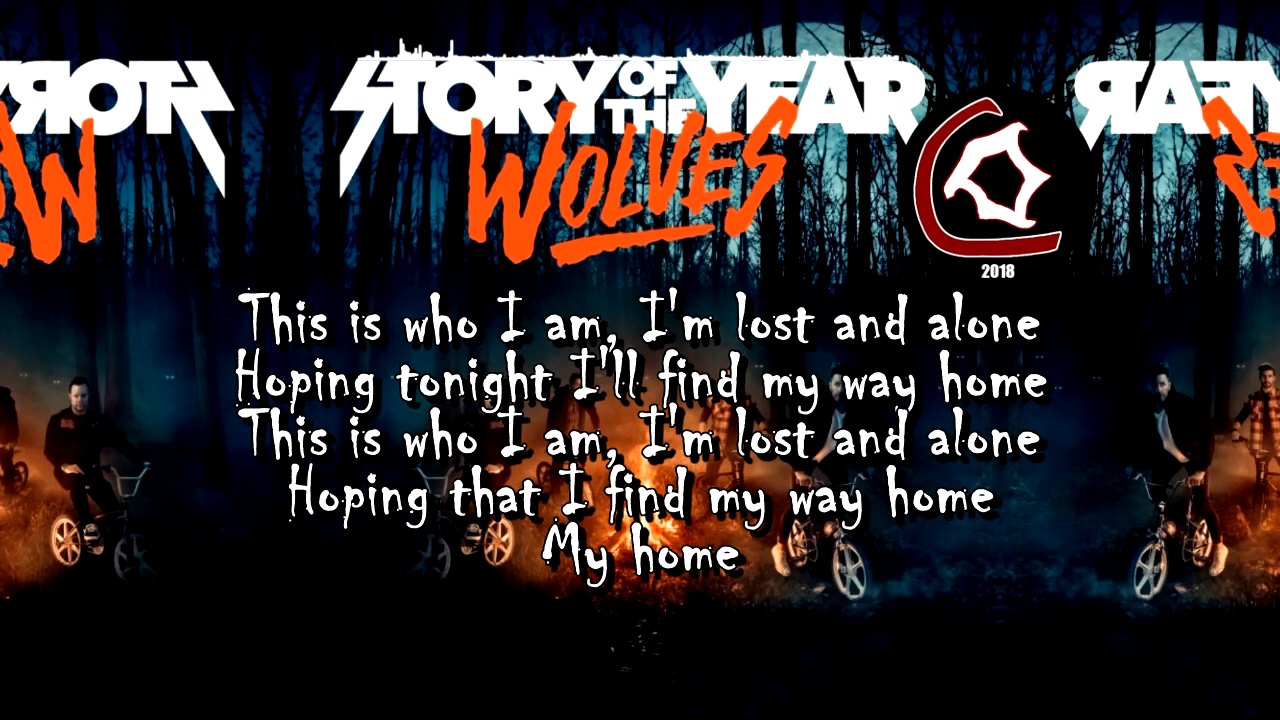 STORY OF THE YEAR
WOLVES
2018
This is who I am, I'm lost and alone
Hoping tonight I'll find my way home
This is who I am, I'm lost and alone
Hoping that I find my way home
My home